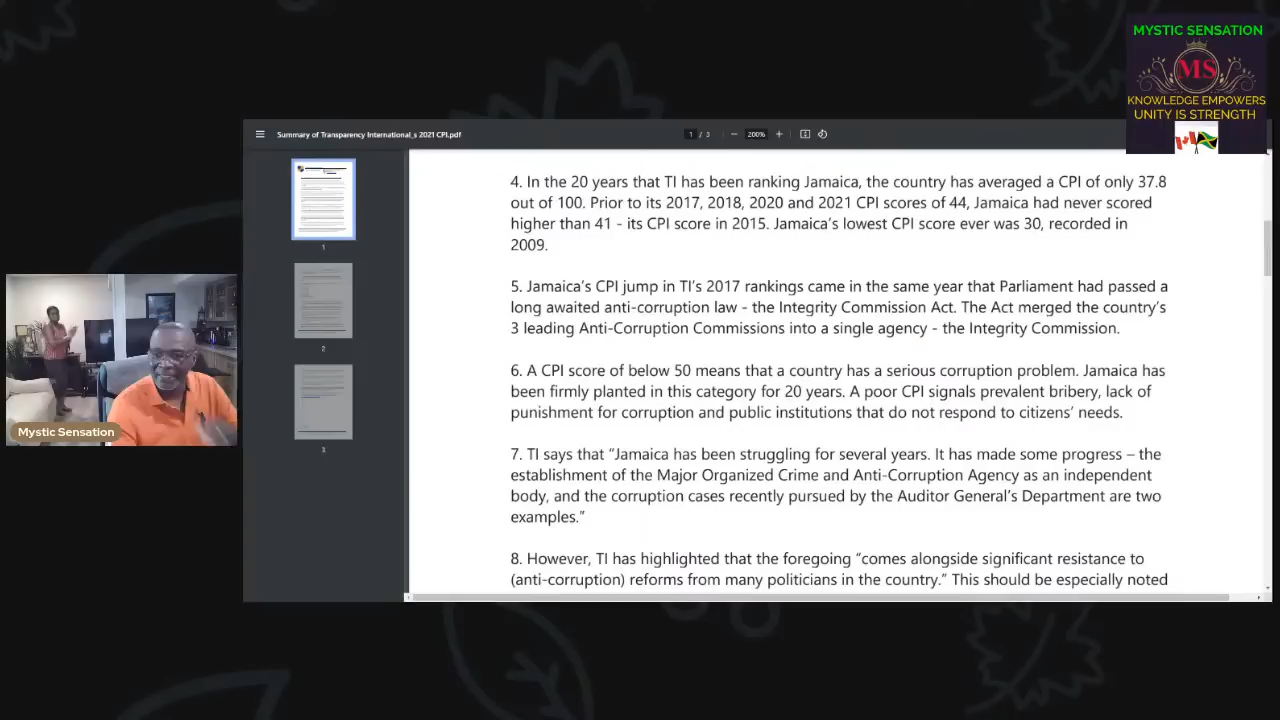 MYSTIC SENSATION
MS
KNOWLEDGE EMPOWERS
UNITY IS STRENGTH
Summary of Transparency International_s 2021 CPI.pdf
1 / 3
200%
1
2
3
4. In the 20 years that TI has been ranking Jamaica, the country has averaged a CPI of only 37.8
out of 100. Prior to its 2017, 2018, 2020 and 2021 CPI scores of 44, Jamaica had never scored
higher than 41 - its CPI score in 2015. Jamaica's lowest CPI score ever was 30, recorded in
2009.
5. Jamaica's CPI jump in TI's 2017 rankings came in the same year that Parliament had passed a
long awaited anti-corruption law - the Integrity Commission Act. The Act merged the country's
3 leading Anti-Corruption Commissions into a single agency - the Integrity Commission.
6. A CPI score of below 50 means that a country has a serious corruption problem. Jamaica has
been firmly planted in this category for 20 years. A poor CPI signals prevalent bribery, lack of
punishment for corruption and public institutions that do not respond to citizens' needs.
7. TI says that “Jamaica has been struggling for several years. It has made some progress – the
establishment of the Major Organized Crime and Anti-Corruption Agency as an independent
body, and the corruption cases recently pursued by the Auditor General's Department are two
examples.”
8. However, TI has highlighted that the foregoing “comes alongside significant resistance to
(anti-corruption) reforms from many politicians in the country.” This should be especially noted
Mystic Sensation